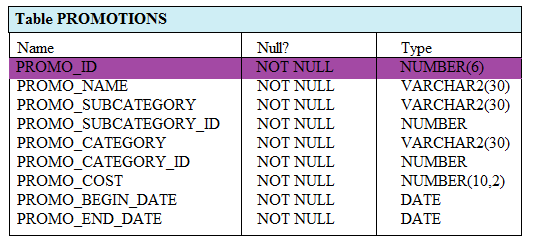 Table PROMOTIONS
Name Null? Type
PROMO_ID NOT NULL NUMBER(6)
PROMO_NAME NOT NULL VARCHAR2(30)
PROMO_SUBCATEGORY NOT NULL VARCHAR2(30)
PROMO_SUBCATEGORY_ID NOT NULL NUMBER
PROMO_CATEGORY NOT NULL VARCHAR2(30)
PROMO_CATEGORY_ID NOT NULL NUMBER
PROMO_COST NOT NULL NUMBER(10,2)
PROMO_BEGIN_DATE NOT NULL DATE
PROMO_END_DATE NOT NULL DATE